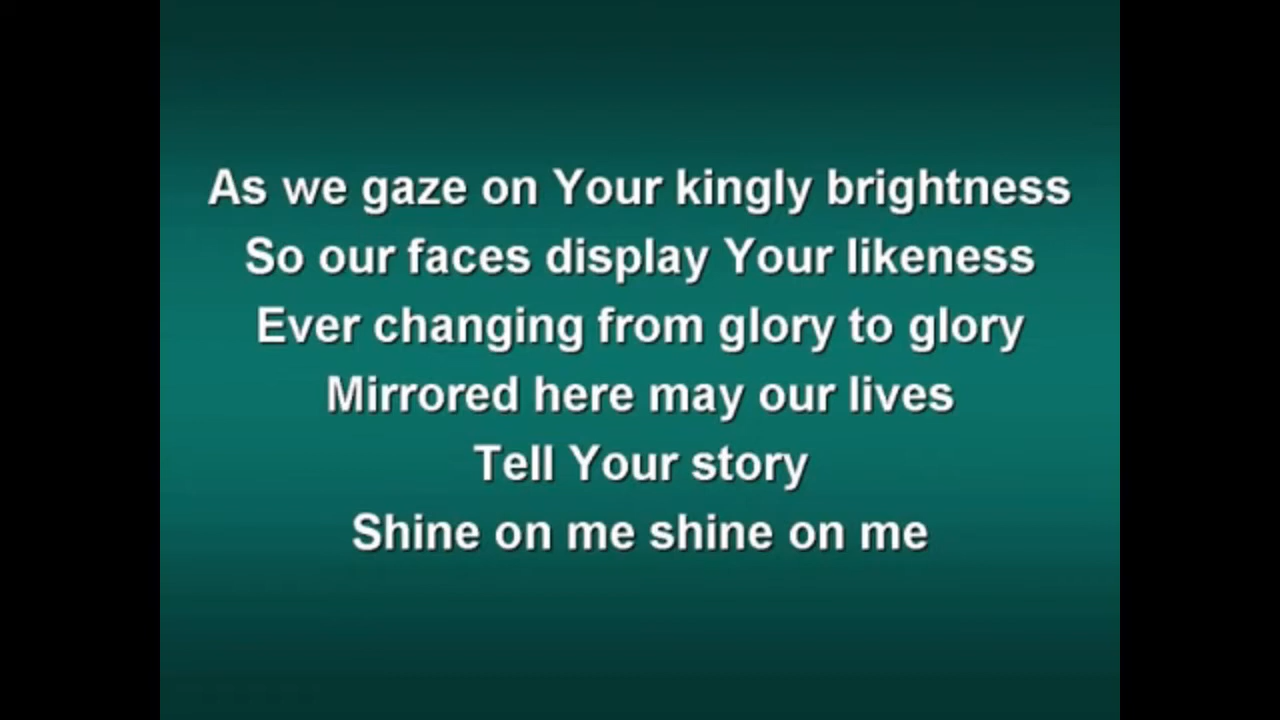 As we gaze on Your kingly brightness
So our faces display Your likeness
Ever changing from glory to glory
Mirrored here may our lives
Tell Your story
Shine on me shine on me